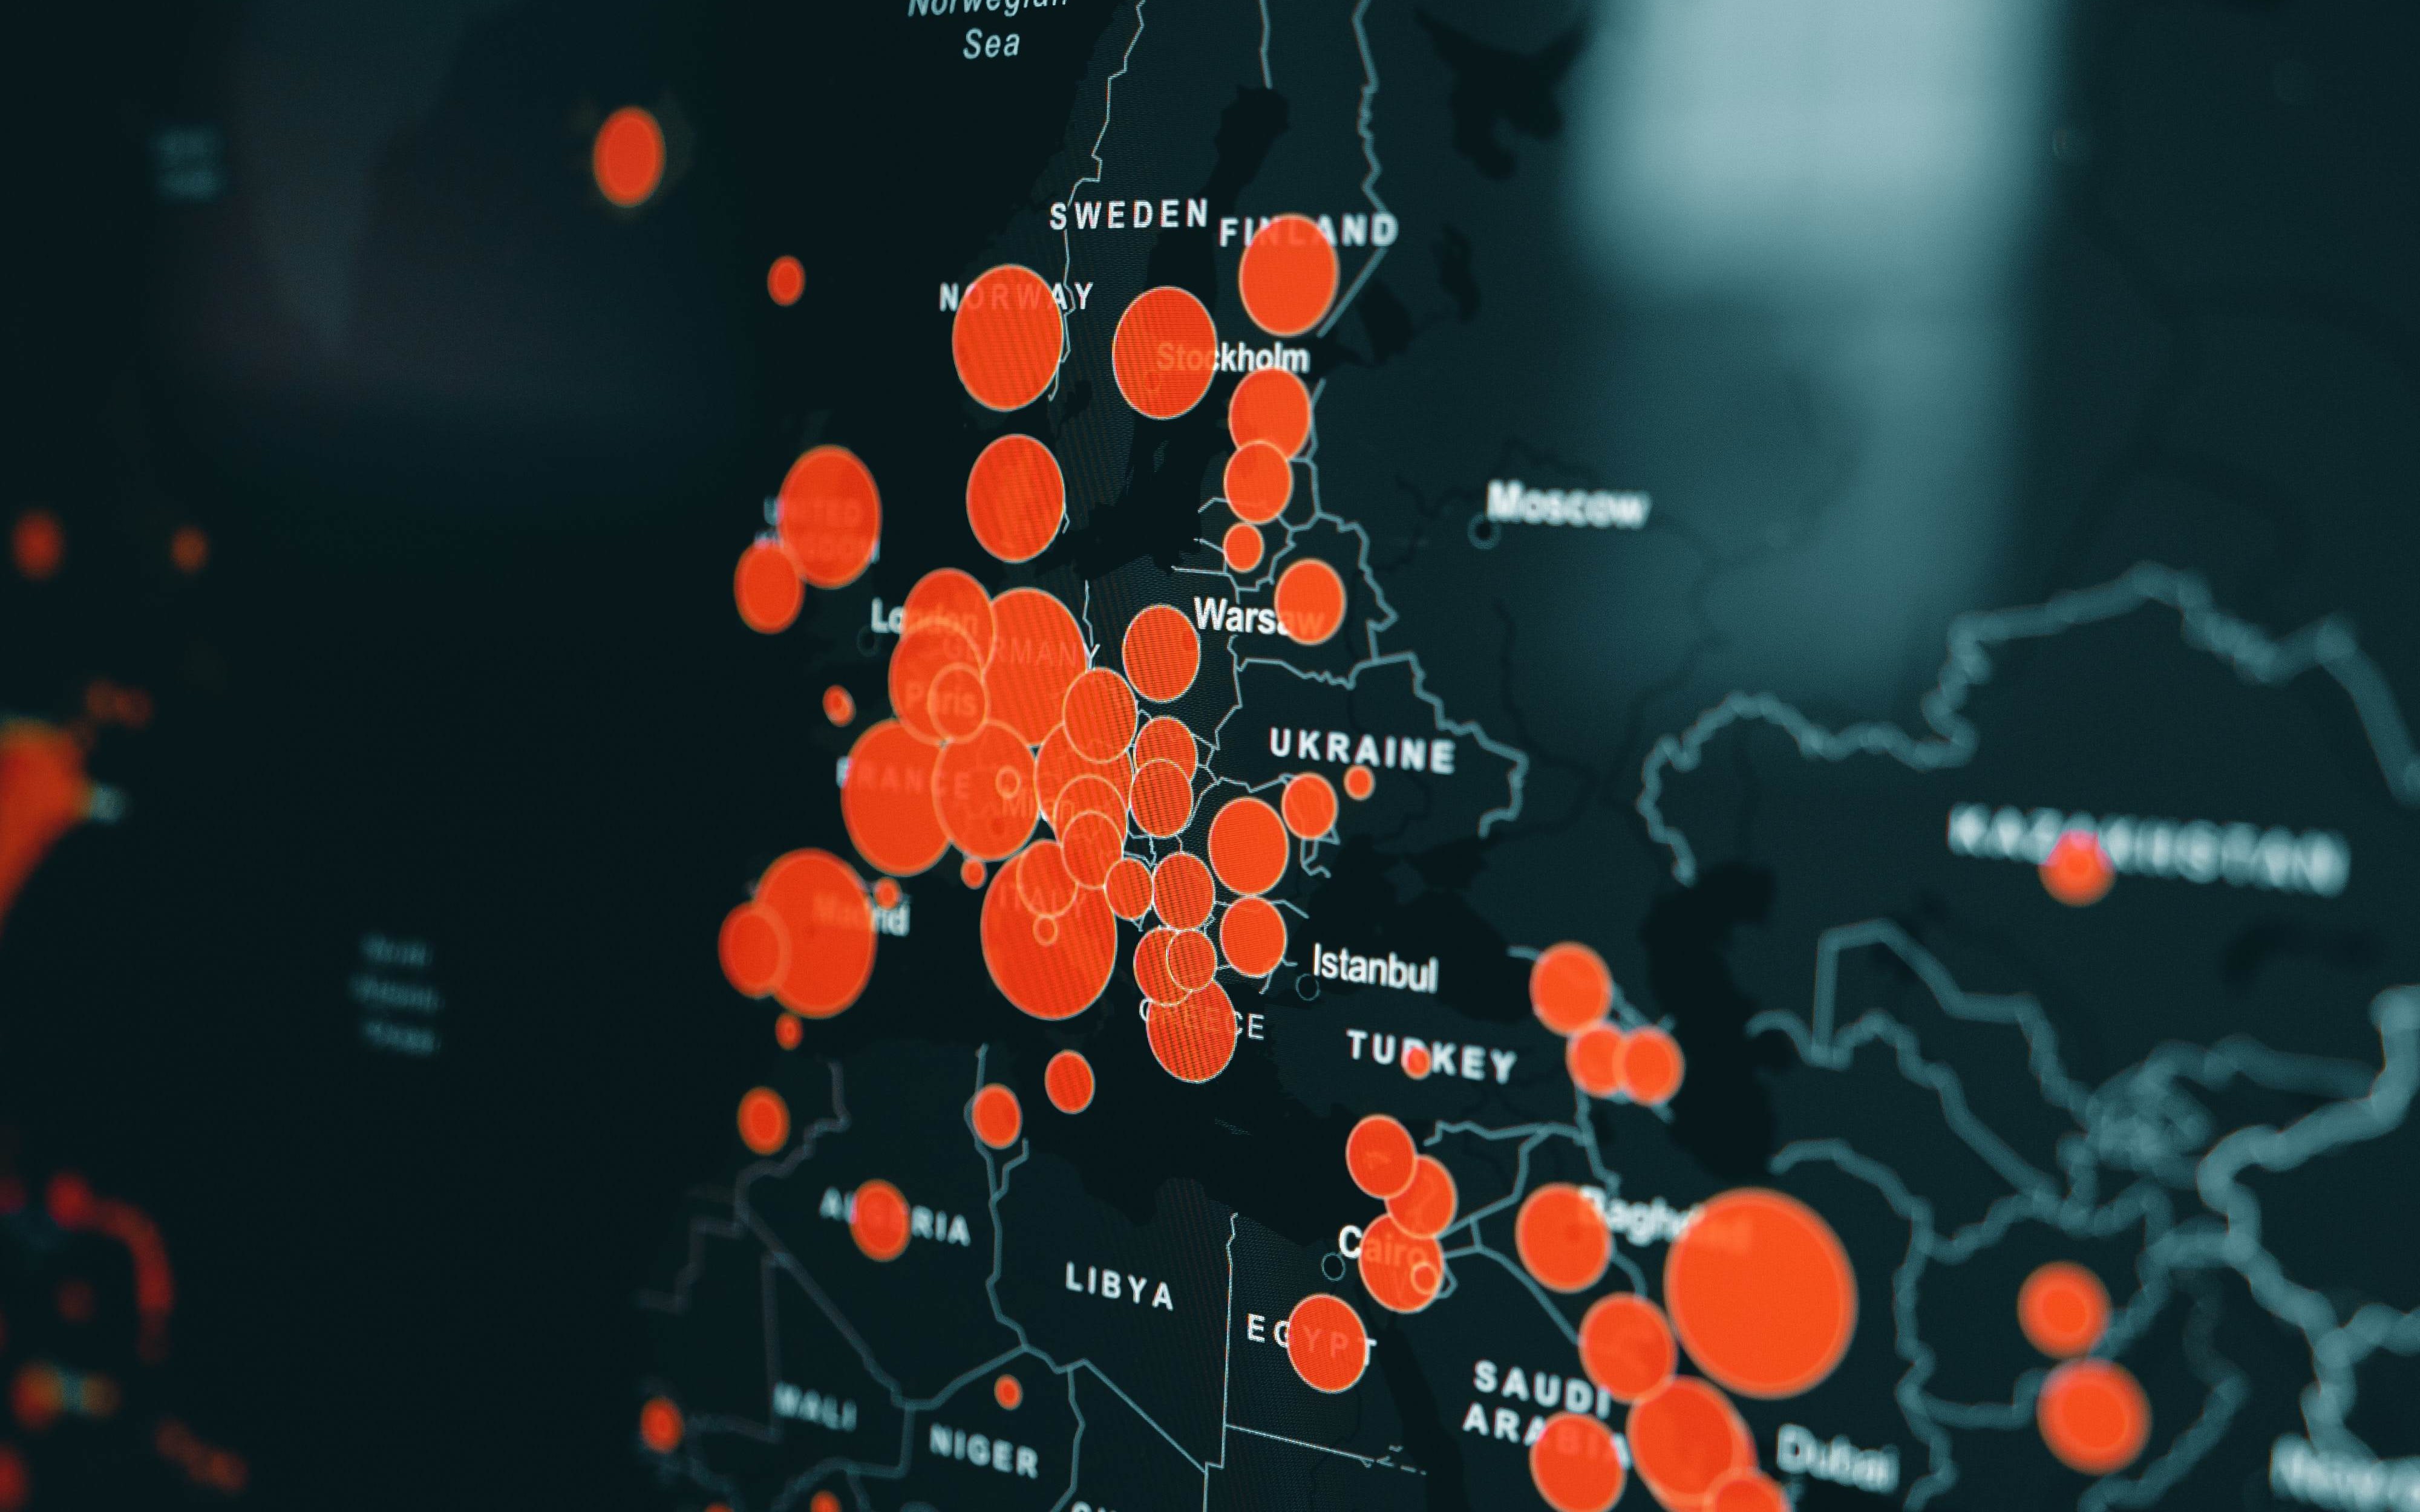 Norwegian
Sea
SWEDEN
FINLAND
NORWAY
Stockholm
UNITED
KINGDOM
Moscow
London
Warsaw
GERMANY
Paris
UKRAINE
FRANCE
Milan
KAZAKHSTAN
ITALY
Madrid
Istanbul
GREECE
TURKEY
ALGERIA
Baghdad
Cairo
LIBYA
EGYPT
SAUDI
ARABIA
MALI
NIGER
Dubai